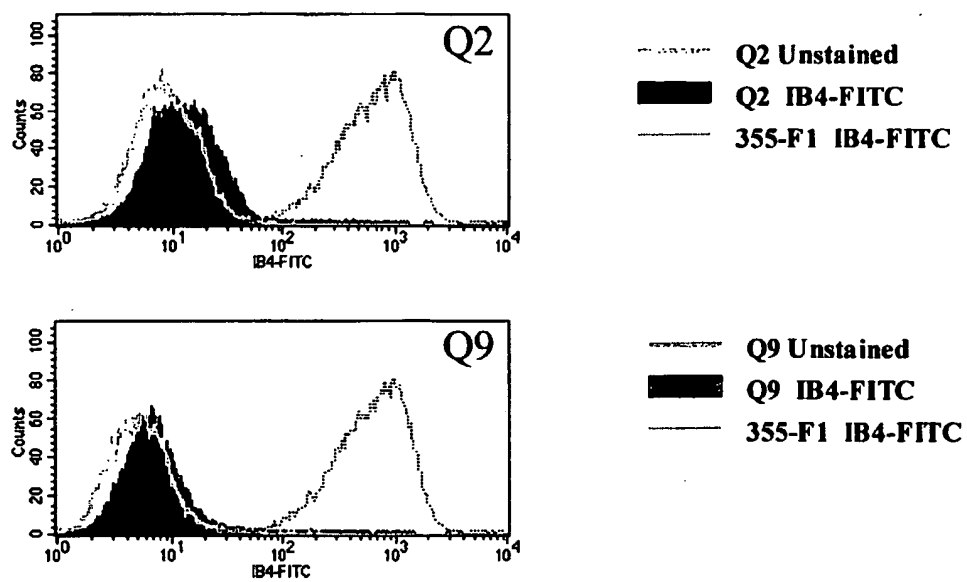 Q2
100
80
60
40
20
0
Counts
10^0 10^1 10^2 10^3 10^4
IB4-FITC
Q2 Unstained
Q2 IB4-FITC
355-F1 IB4-FITC
Q9
100
80
60
40
20
0
Counts
10^0 10^1 10^2 10^3 10^4
IB4-FITC
Q9 Unstained
Q9 IB4-FITC
355-F1 IB4-FITC